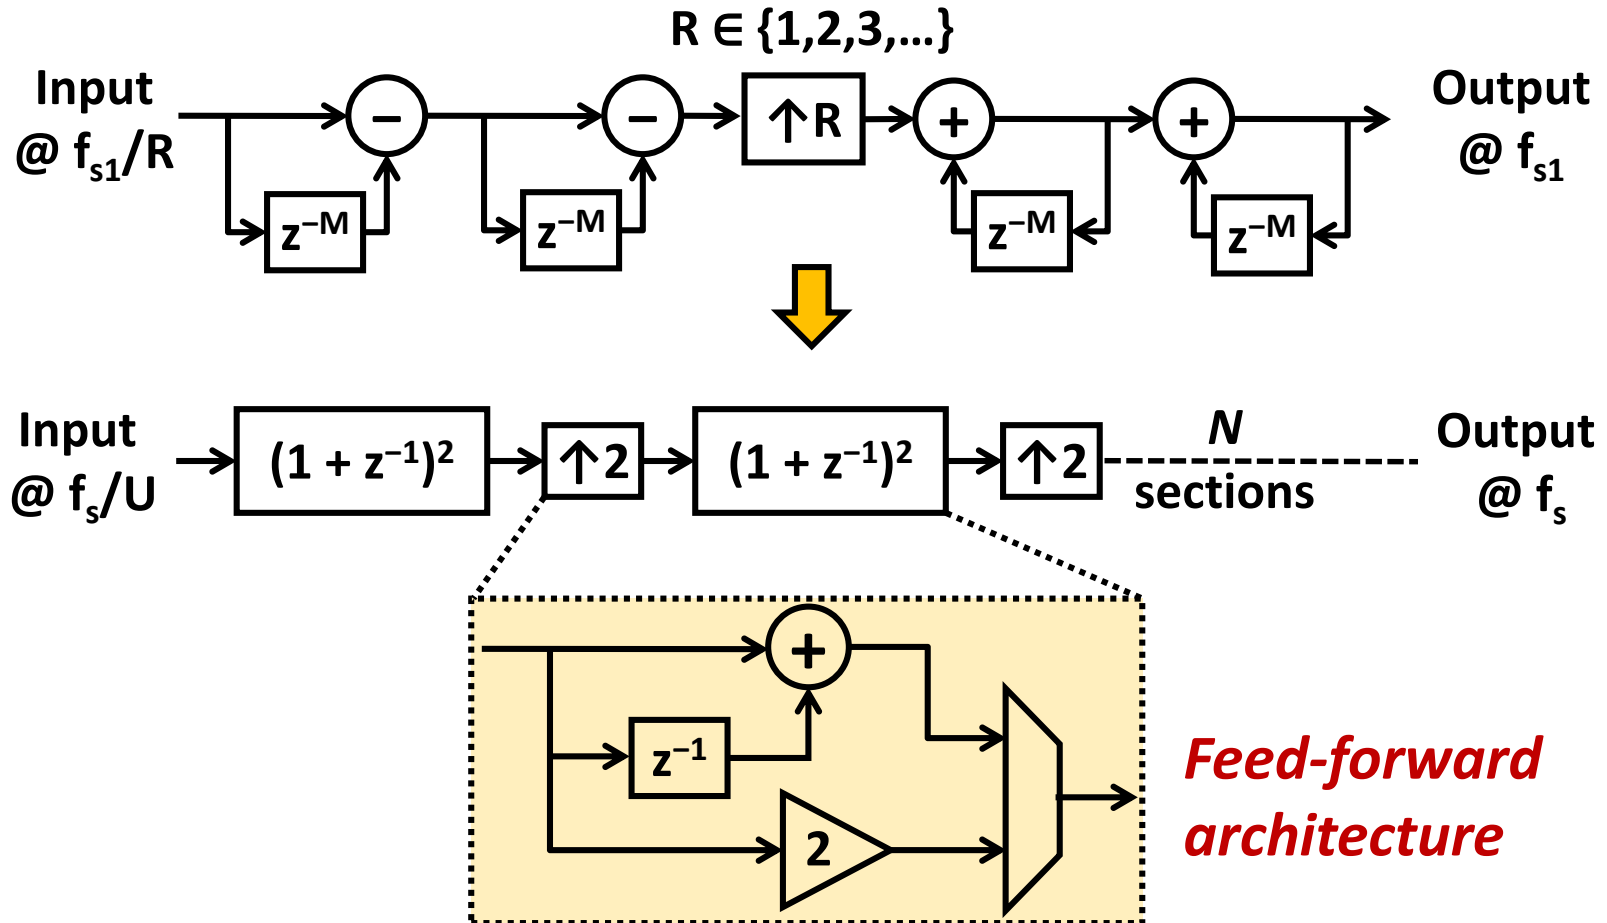 R ∈ {1,2,3,...}
Input
@ fs1/R
−
−
↑R
+
+
Output
@ fs1
z−M
z−M
z−M
z−M
Input
@ fs/U
(1 + z−1)2
↑2
(1 + z−1)2
↑2
N
sections
Output
@ fs
+
z−1
2
Feed-forward
architecture